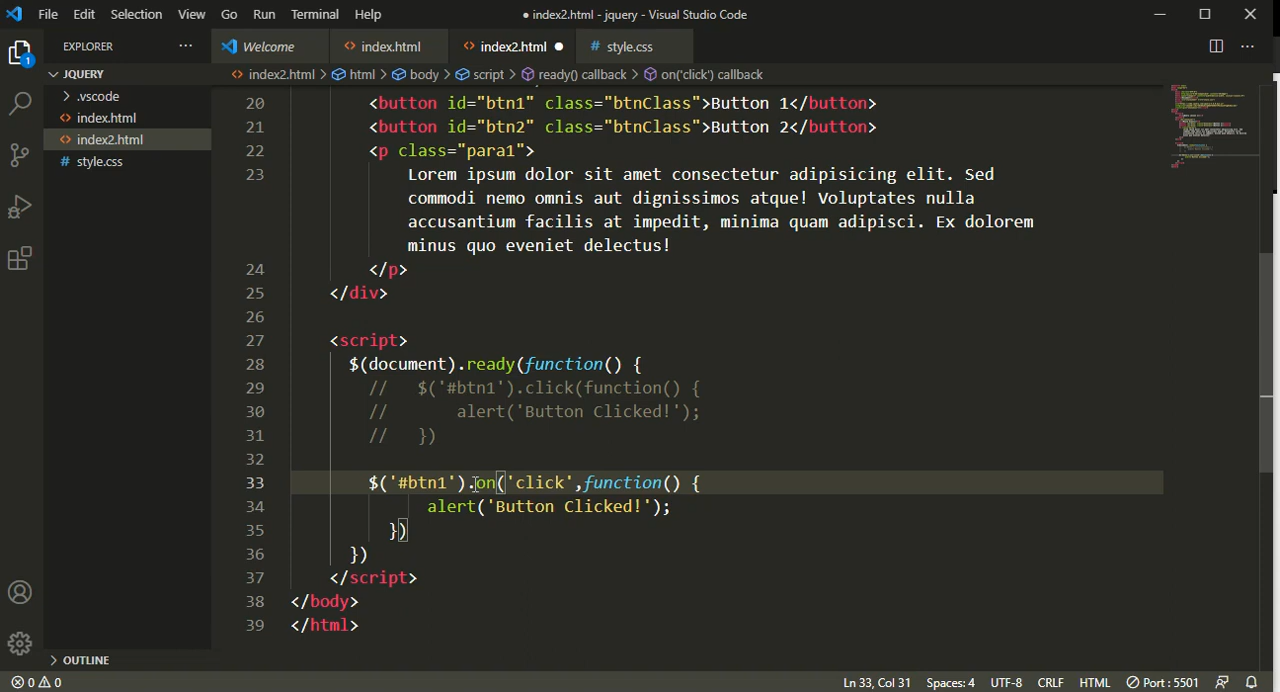 File Edit Selection View Go Run Terminal Help ● index2.html - jquery - Visual Studio Code
EXPLORER ... Welcome index.html index2.html ● # style.css ...
JQUERY
index2.html > html > body > script > ready() callback > on('click') callback
> .vscode
index.html
index2.html
# style.css
20 <button id="btn1" class="btnClass">Button 1</button>
21 <button id="btn2" class="btnClass">Button 2</button>
22 <p class="para1">
23 Lorem ipsum dolor sit amet consectetur adipisicing elit. Sed
commodi nemo omnis aut dignissimos atque! Voluptates nulla
accusantium facilis at impedit, minima quam adipisci. Ex dolorem
minus quo eveniet delectus!
24 </p>
25 </div>
26
27 <script>
28 $(document).ready(function() {
29 // $('#btn1').click(function() {
30 // alert('Button Clicked!');
31 // })
32
33 $('#btn1').on('click',function() {
34 alert('Button Clicked!');
35 })
36 })
37 </script>
38 </body>
39 </html>
1
> OUTLINE
0 0 Ln 33, Col 31 Spaces: 4 UTF-8 CRLF HTML Port : 5501